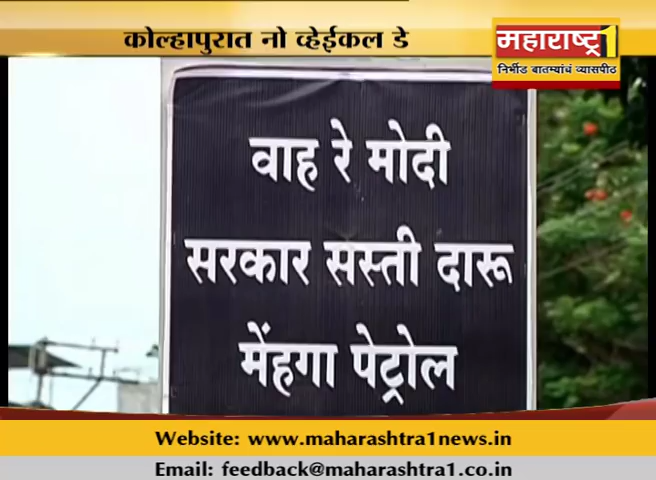 कोल्हापुरात नो व्हेईकल डे
महाराष्ट्र1
निर्भीड बातम्यांचं व्यासपीठ
वाह रे मोदी
सरकार सस्ती दारू
मेंहगा पेट्रोल
Website: www.maharashtra1news.in
Email: feedback@maharashtra1.co.in